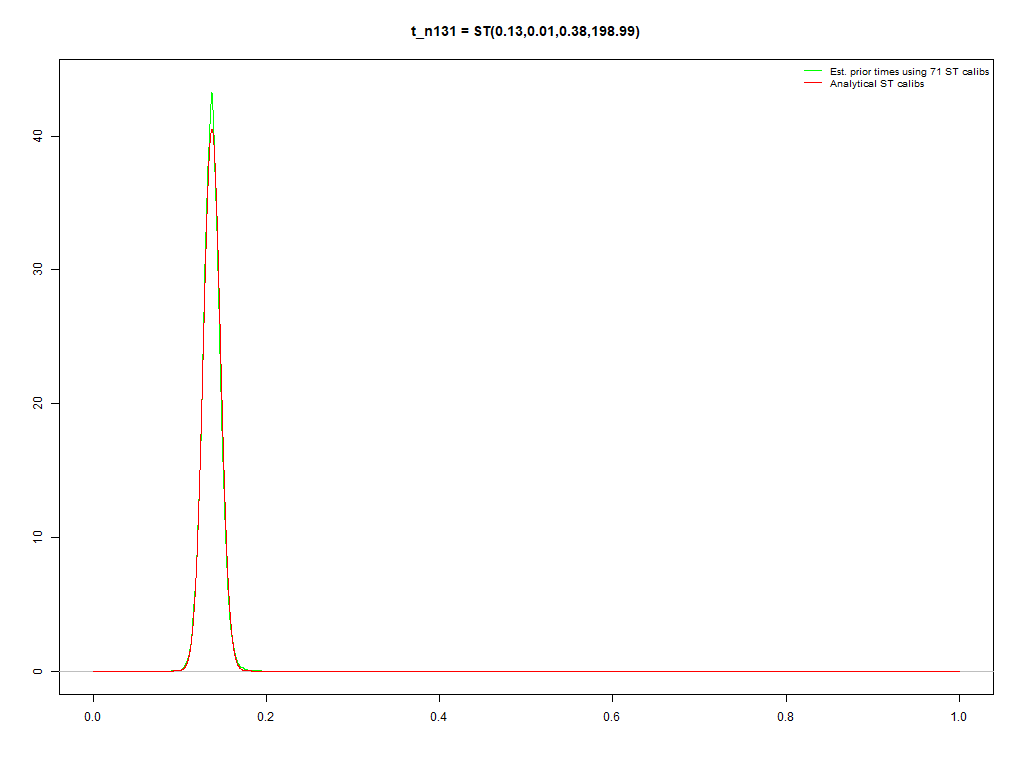 t_n131 = ST(0.13,0.01,0.38,198.99)
Est. prior times using 71 ST calibs
Analytical ST calibs
40
30
20
10
0
0.0 0.2 0.4 0.6 0.8 1.0